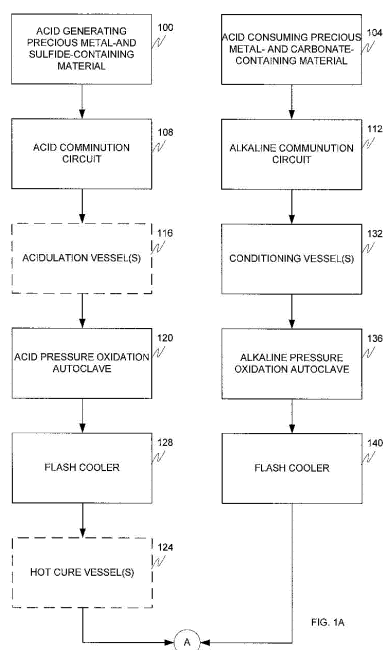 100
ACID GENERATING
PRECIOUS METAL-AND
SULFIDE-CONTAINING
MATERIAL
104
ACID CONSUMING PRECIOUS
METAL- AND CARBONATE-
CONTAINING MATERIAL
108
ACID COMMINUTION
CIRCUIT
112
ALKALINE COMMUNUTION
CIRCUIT
116
ACIDULATION VESSEL(S)
132
CONDITIONING VESSEL(S)
120
ACID PRESSURE OXIDATION
AUTOCLAVE
136
ALKALINE PRESSURE
OXIDATION AUTOCLAVE
128
FLASH COOLER
140
FLASH COOLER
124
HOT CURE VESSEL(S)
A
FIG. 1A